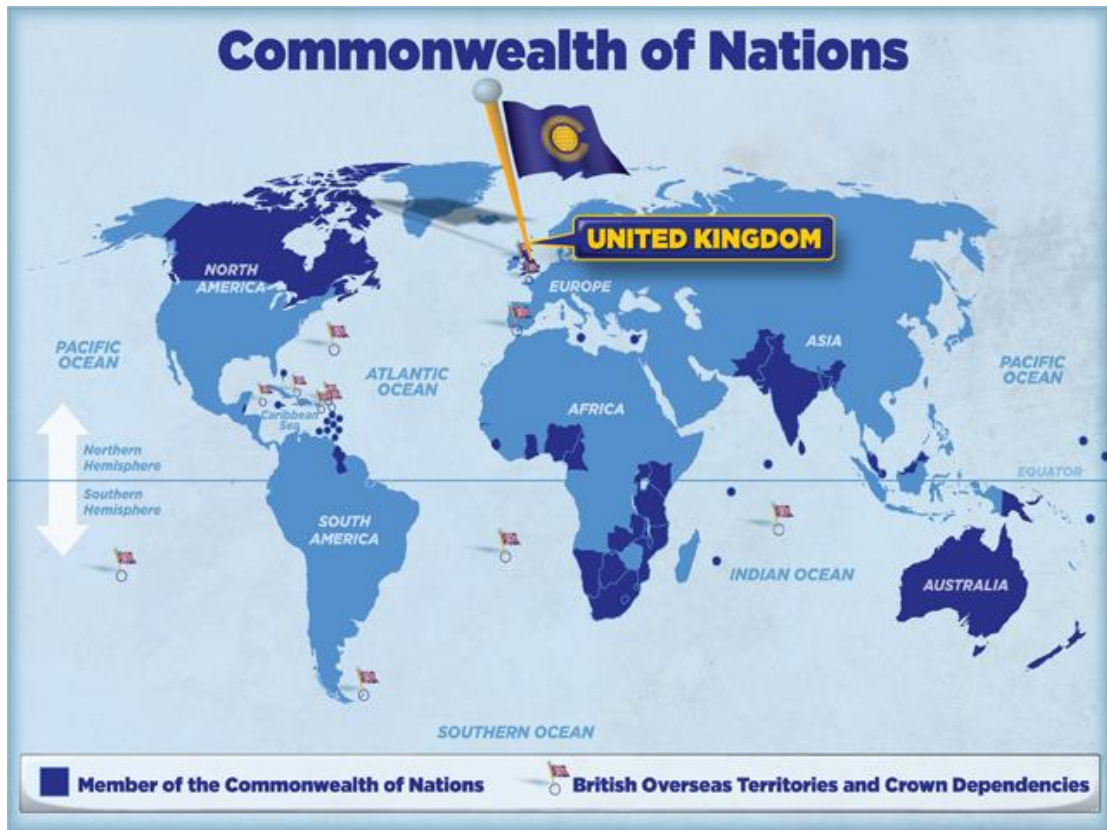 Commonwealth of Nations
UNITED KINGDOM
NORTH
AMERICA
EUROPE
ASIA
PACIFIC
OCEAN
ATLANTIC
OCEAN
PACIFIC
OCEAN
AFRICA
Caribbean
Sea
Northern
Hemisphere
EQUATOR
Southern
Hemisphere
SOUTH
AMERICA
INDIAN OCEAN
AUSTRALIA
SOUTHERN OCEAN
Member of the Commonwealth of Nations
British Overseas Territories and Crown Dependencies